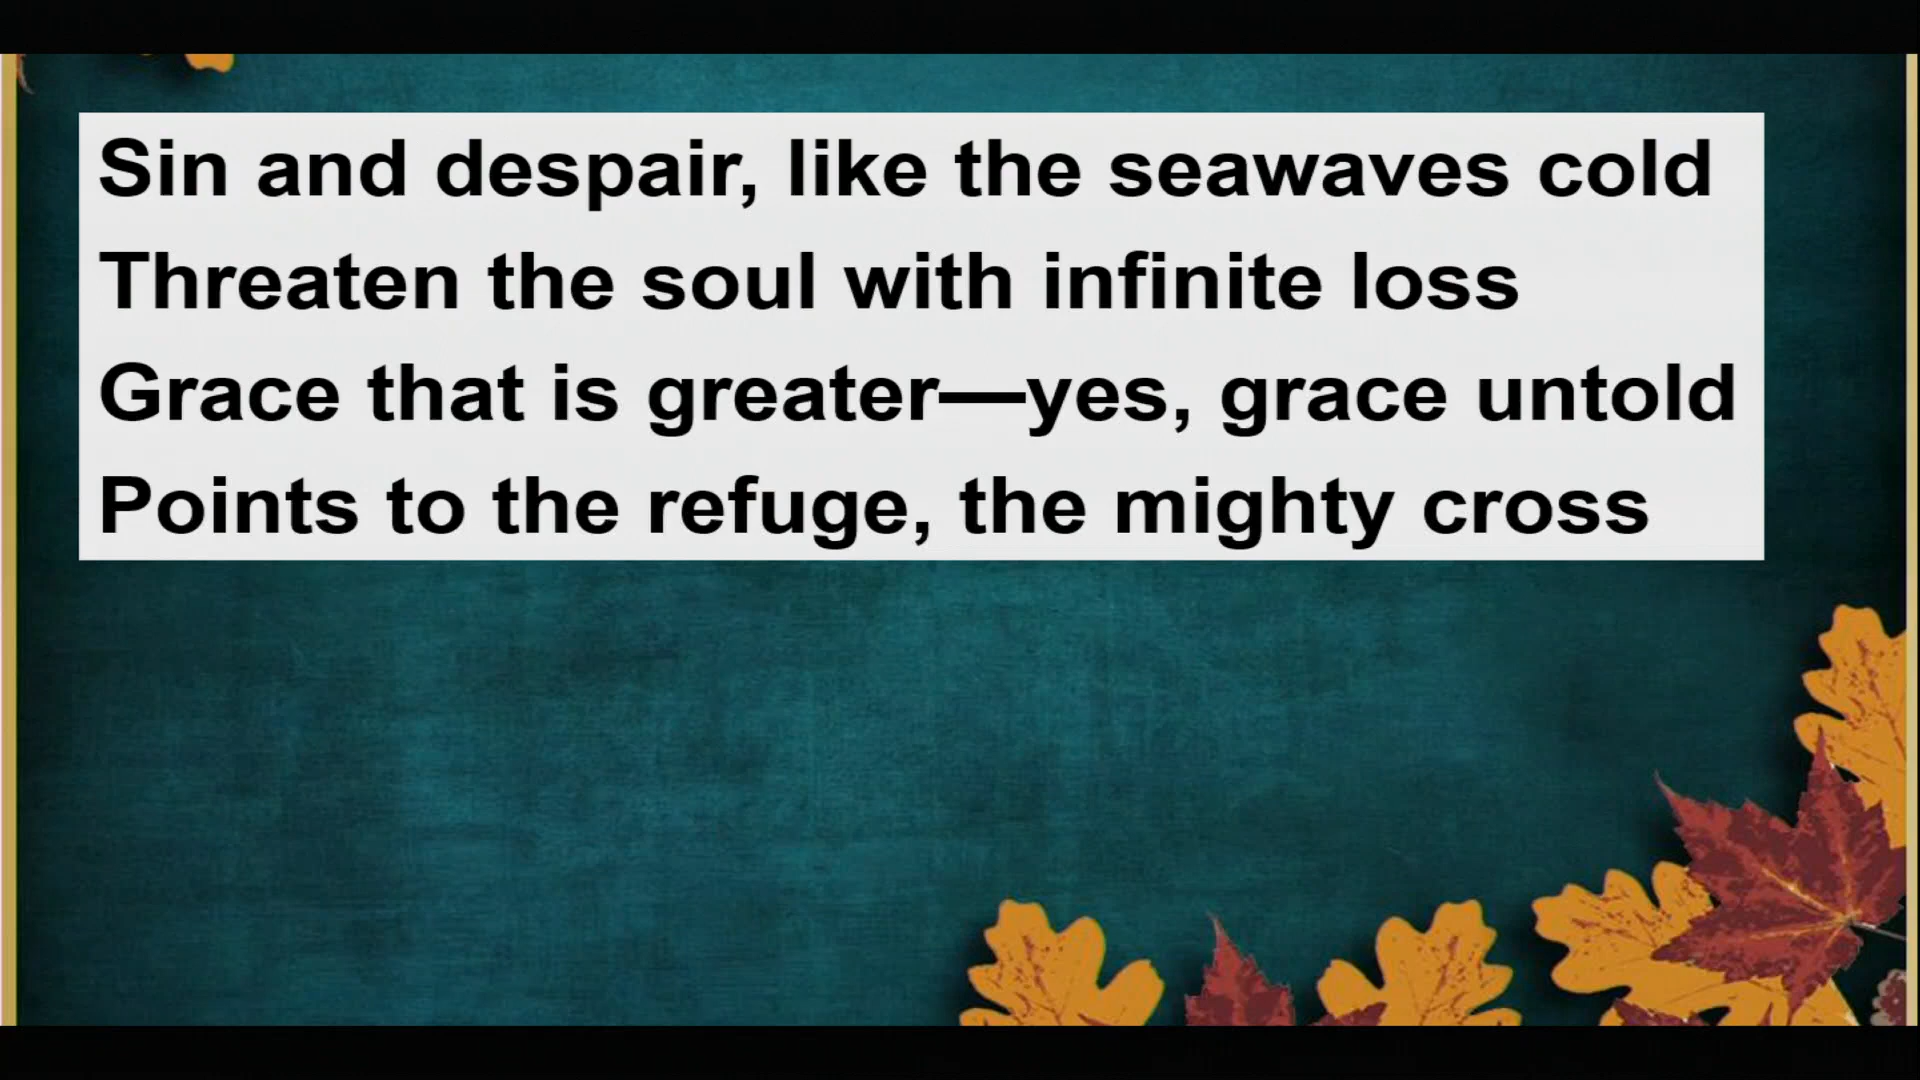 Sin and despair, like the seawaves cold
Threaten the soul with infinite loss
Grace that is greater—yes, grace untold
Points to the refuge, the mighty cross